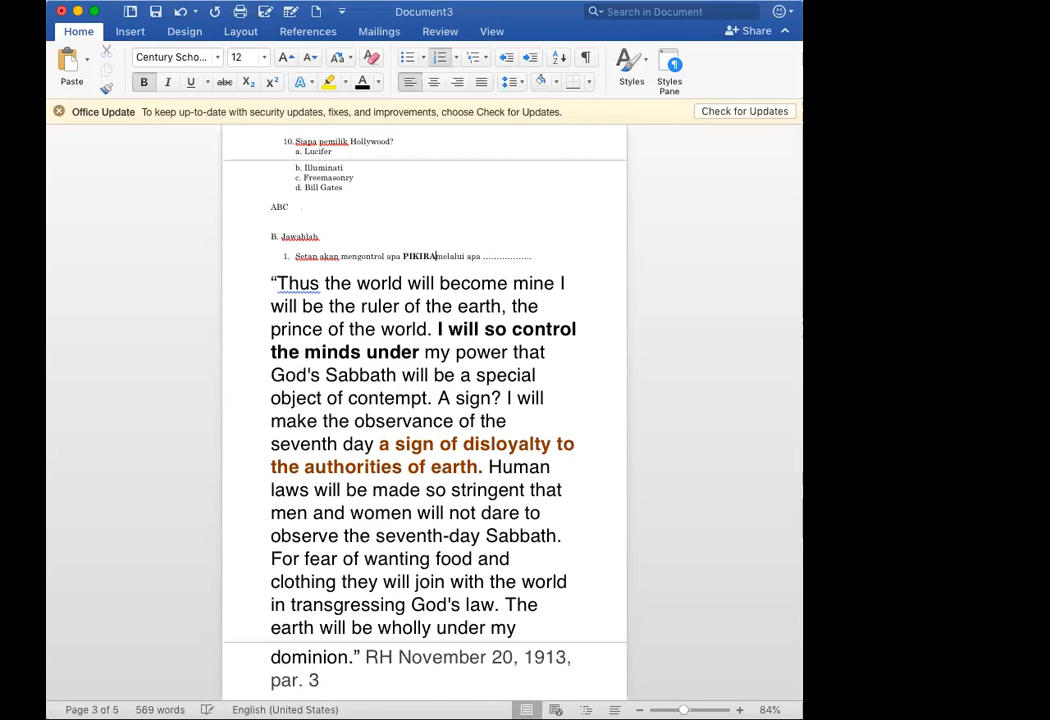 Document3
Search in Document
Home Insert Design Layout References Mailings Review View Share
Paste Century Scho... 12 Styles Styles Pane
Office Update To keep up-to-date with security updates, fixes, and improvements, choose Check for Updates. Check for Updates
10. Siapa pemilik Hollywood?
a. Lucifer
b. Illuminati
c. Freemasonry
d. Bill Gates
ABC
B. Jawablah
1. Setan akan mengontrol apa PIKIRAmelalui apa ..................
“Thus the world will become mine I
will be the ruler of the earth, the
prince of the world. I will so control
the minds under my power that
God's Sabbath will be a special
object of contempt. A sign? I will
make the observance of the
seventh day a sign of disloyalty to
the authorities of earth. Human
laws will be made so stringent that
men and women will not dare to
observe the seventh-day Sabbath.
For fear of wanting food and
clothing they will join with the world
in transgressing God's law. The
earth will be wholly under my
dominion.” RH November 20, 1913,
par. 3
Page 3 of 5 569 words English (United States) 84%